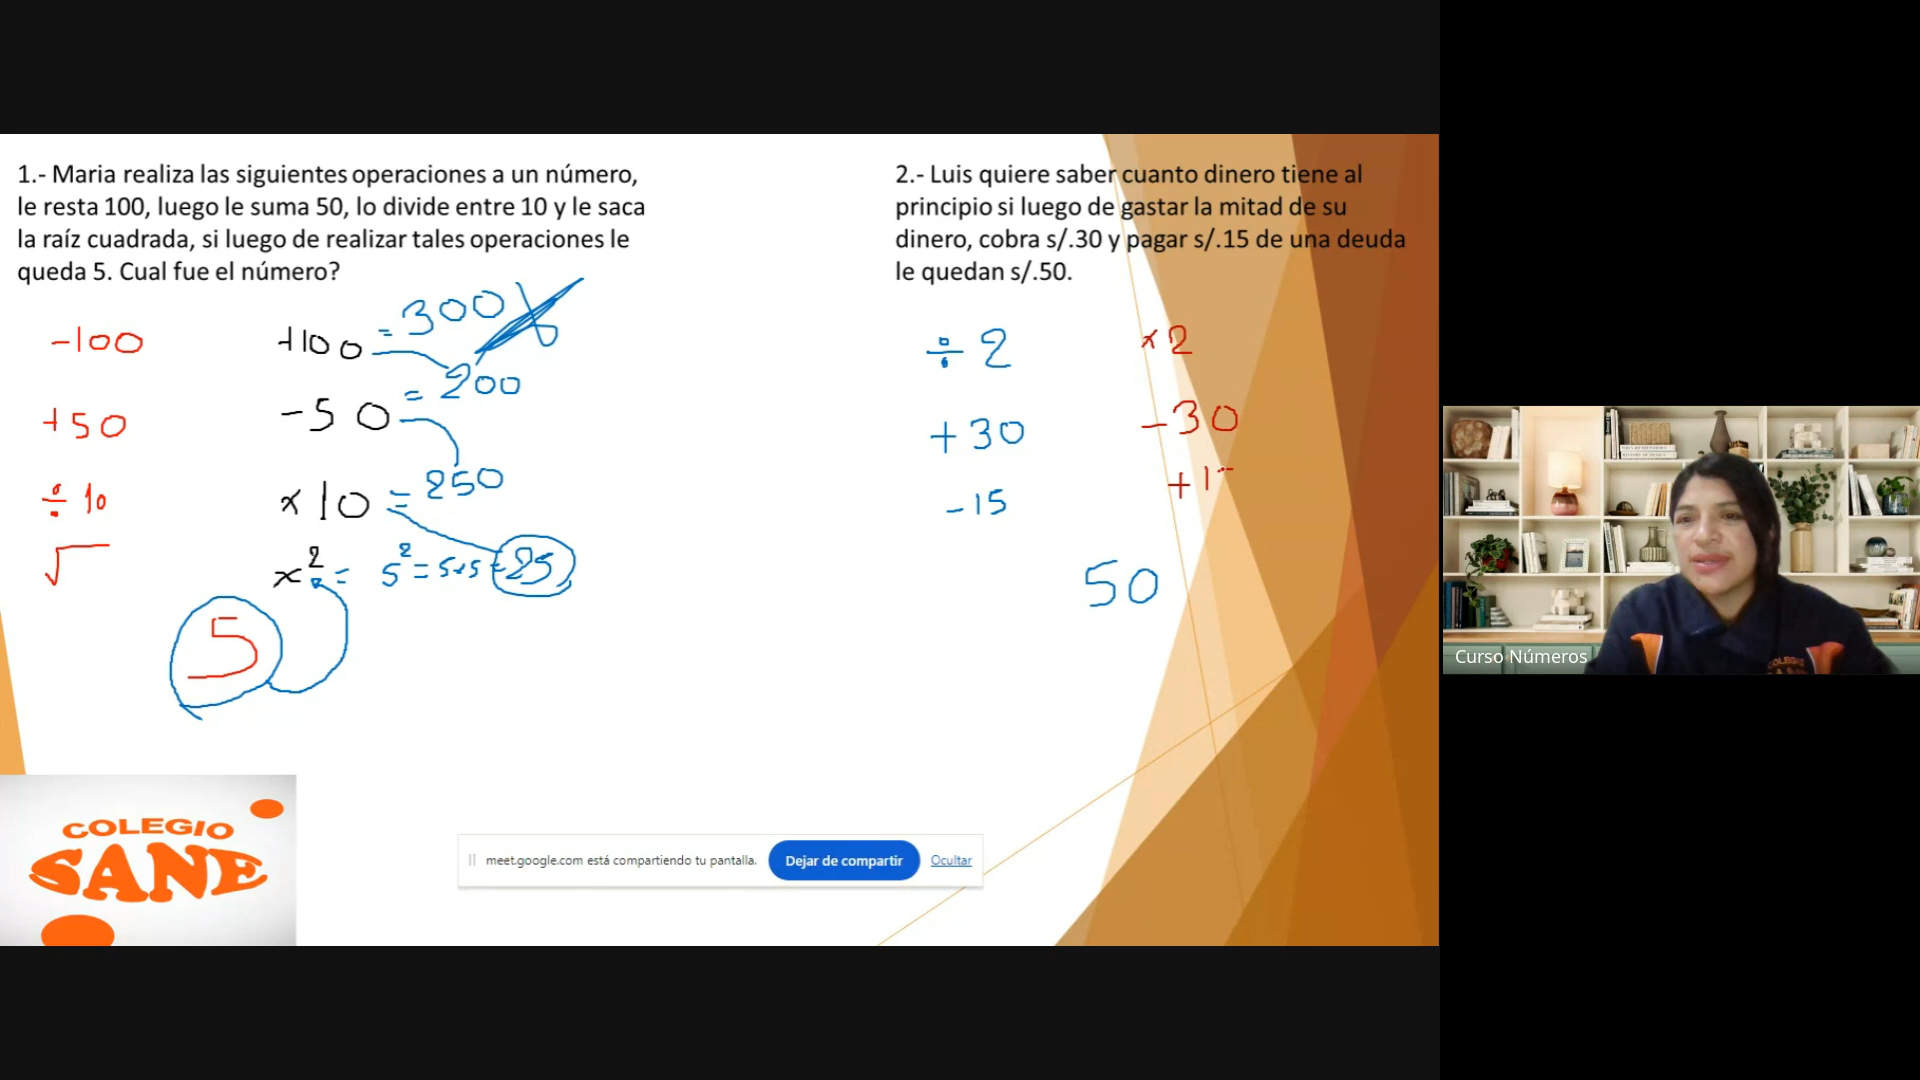 1.- Maria realiza las siguientes operaciones a un número,
le resta 100, luego le suma 50, lo divide entre 10 y le saca
la raíz cuadrada, si luego de realizar tales operaciones le
queda 5. Cual fue el número?
-100
+50
÷ 10
√
+100 = 300
-50 = 200
x10 = 250
x² = 5² = 5x5 = 25
5
2.- Luis quiere saber cuanto dinero tiene al
principio si luego de gastar la mitad de su
dinero, cobra s/.30 y pagar s/.15 de una deuda
le quedan s/.50.
÷ 2
+30
-15
x2
-30
+1
50
COLEGIO
SANE
meet.google.com está compartiendo tu pantalla.
Dejar de compartir
Ocultar
Curso Números
COLEGIO